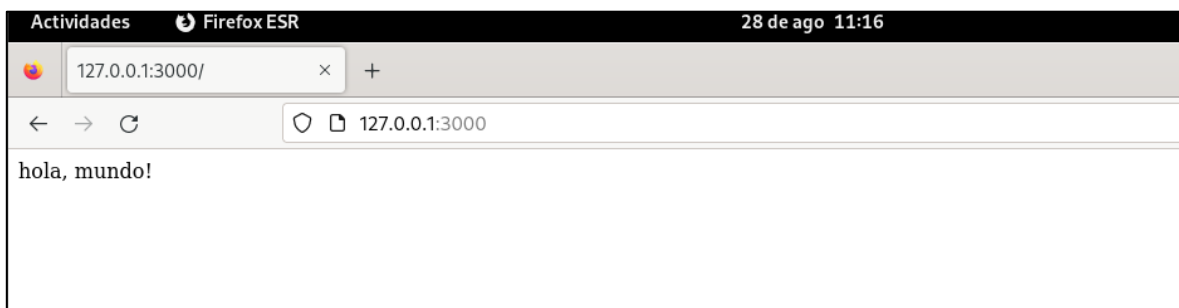 Actividades Firefox ESR 28 de ago 11:16
127.0.0.1:3000/
127.0.0.1:3000
hola, mundo!